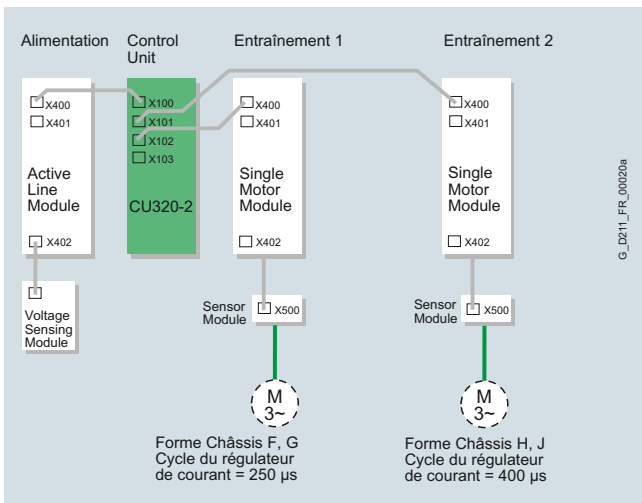 Alimentation
Control
Unit
Entraînement 1
Entraînement 2
X400
X401
Active
Line
Module
X402
Voltage
Sensing
Module
X100
X101
X102
X103
CU320-2
X400
X401
Single
Motor
Module
X402
Sensor
Module
X500
M
3~
Forme Châssis F, G
Cycle du régulateur
de courant = 250 µs
X400
X401
Single
Motor
Module
X402
Sensor
Module
X500
M
3~
Forme Châssis H, J
Cycle du régulateur
de courant = 400 µs
G_D211_FR_00020a